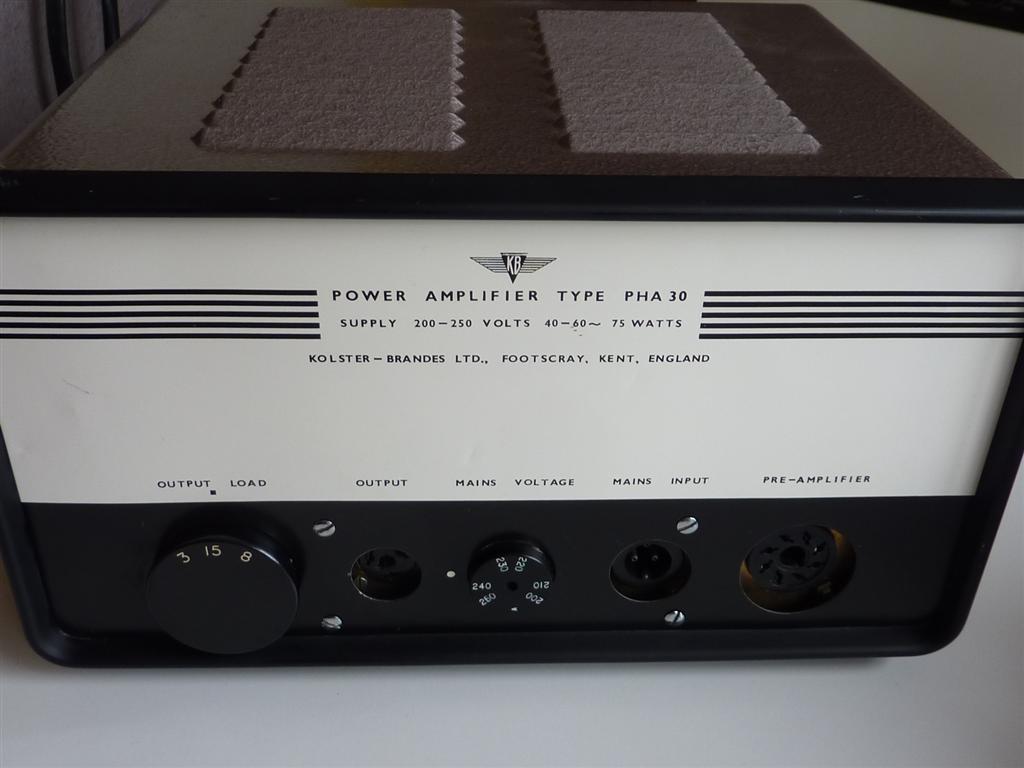 KB
POWER AMPLIFIER TYPE PHA 30
SUPPLY 200-250 VOLTS 40-60~ 75 WATTS
KOLSTER-BRANDES LTD., FOOTSCRAY, KENT, ENGLAND
OUTPUT LOAD OUTPUT MAINS VOLTAGE MAINS INPUT PRE-AMPLIFIER
3 15 8
240 230 220 210
250 200